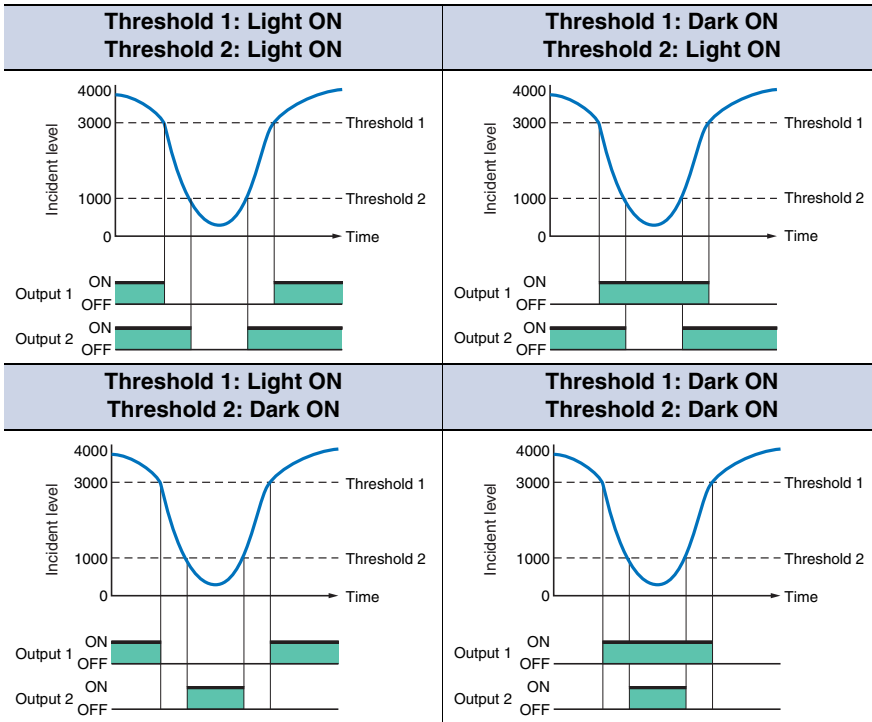 Threshold 1: Light ON
Threshold 2: Light ON
4000
3000
Threshold 1
Incident level
1000
Threshold 2
0
Time
Output 1
ON
OFF
Output 2
ON
OFF
Threshold 1: Dark ON
Threshold 2: Light ON
4000
3000
Threshold 1
Incident level
1000
Threshold 2
0
Time
Output 1
ON
OFF
Output 2
ON
OFF
Threshold 1: Light ON
Threshold 2: Dark ON
4000
3000
Threshold 1
Incident level
1000
Threshold 2
0
Time
Output 1
ON
OFF
Output 2
ON
OFF
Threshold 1: Dark ON
Threshold 2: Dark ON
4000
3000
Threshold 1
Incident level
1000
Threshold 2
0
Time
Output 1
ON
OFF
Output 2
ON
OFF